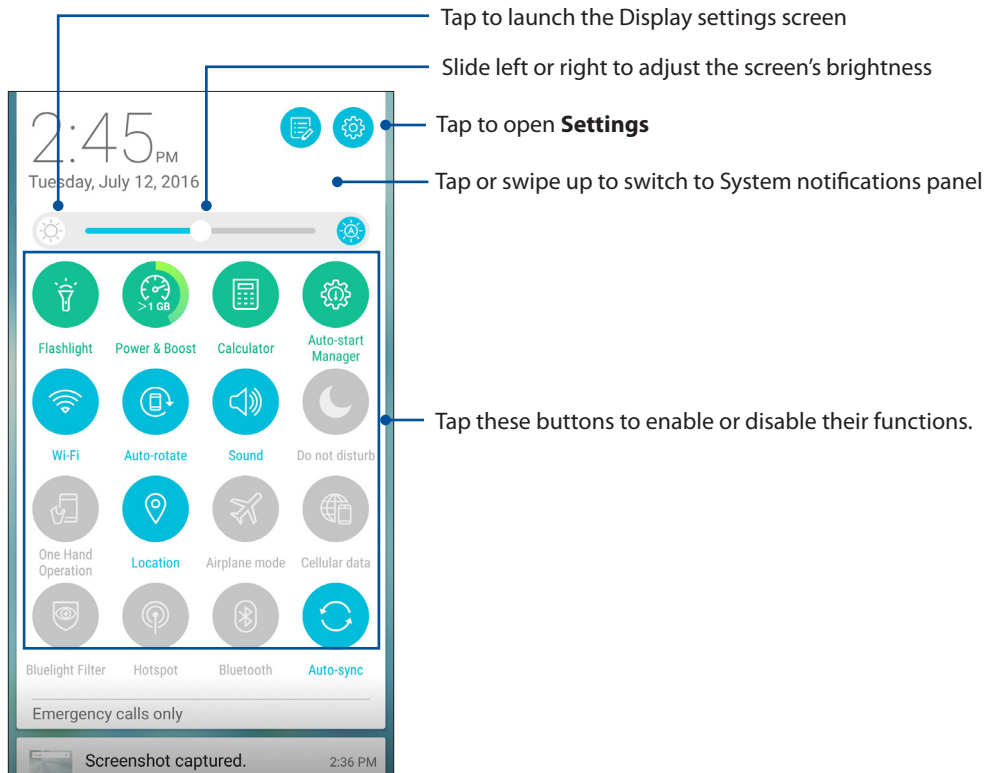 Tap to launch the Display settings screen
Slide left or right to adjust the screen's brightness
Tap to open Settings
Tap or swipe up to switch to System notifications panel
2:45 PM
Tuesday, July 12, 2016
A
>1 GB
Flashlight Power & Boost Calculator Auto-start
Manager
Tap these buttons to enable or disable their functions.
Wi-Fi Auto-rotate Sound Do not disturb
One Hand
Operation Location Airplane mode Cellular data
Bluelight Filter Hotspot Bluetooth Auto-sync
Emergency calls only
Screenshot captured. 2:36 PM